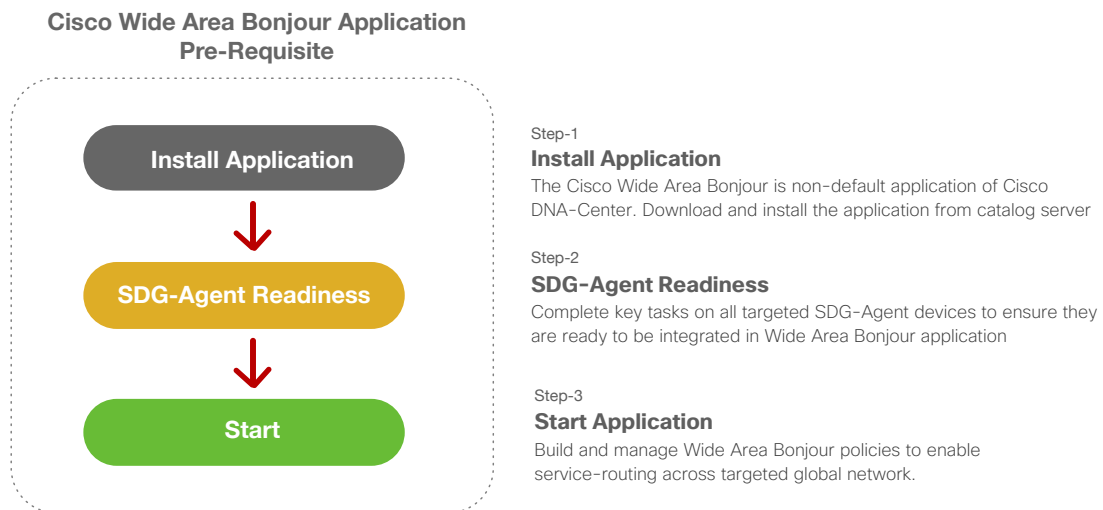 Cisco Wide Area Bonjour Application
Pre-Requisite
Install Application
SDG-Agent Readiness
Start
Step-1
Install Application
The Cisco Wide Area Bonjour is non-default application of Cisco
DNA-Center. Download and install the application from catalog server
Step-2
SDG-Agent Readiness
Complete key tasks on all targeted SDG-Agent devices to ensure they
are ready to be integrated in Wide Area Bonjour application
Step-3
Start Application
Build and manage Wide Area Bonjour policies to enable
service-routing across targeted global network.